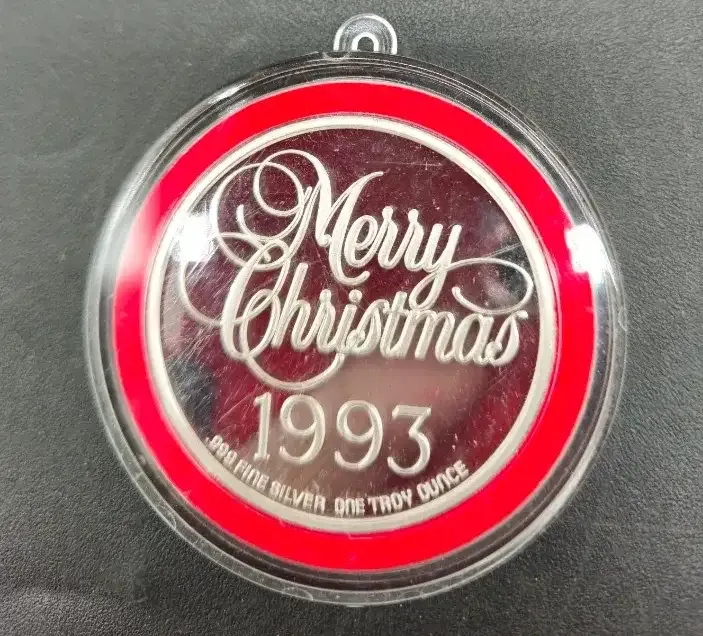 Merry
Christmas
1993
.999 FINE SILVER ONE TROY OUNCE